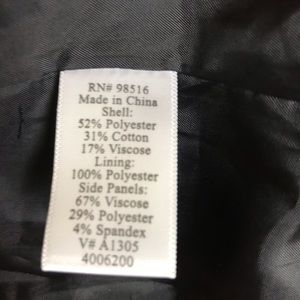 RN# 98516
Made in China
Shell:
52% Polyester
31% Cotton
17% Viscose
Lining:
100% Polyester
Side Panels:
67% Viscose
29% Polyester
4% Spandex
V# A1305
4006200